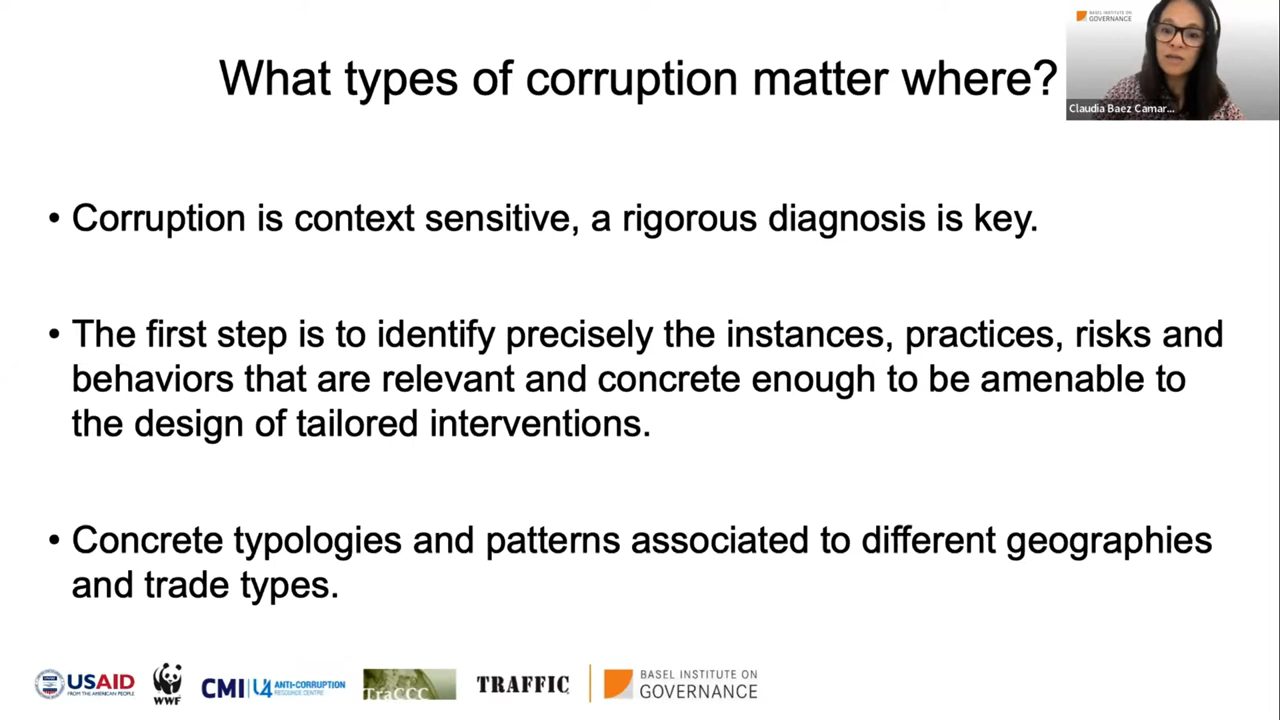 What types of corruption matter where?
BASEL INSTITUTE ON
GOVERNANCE
Claudia Baez Camar...
• Corruption is context sensitive, a rigorous diagnosis is key.
• The first step is to identify precisely the instances, practices, risks and
behaviors that are relevant and concrete enough to be amenable to
the design of tailored interventions.
• Concrete typologies and patterns associated to different geographies
and trade types.
USAID
FROM THE AMERICAN PEOPLE
WWF
CMI U4 ANTI-CORRUPTION
RESOURCE CENTRE
TraCCC
TRAFFIC
BASEL INSTITUTE ON
GOVERNANCE